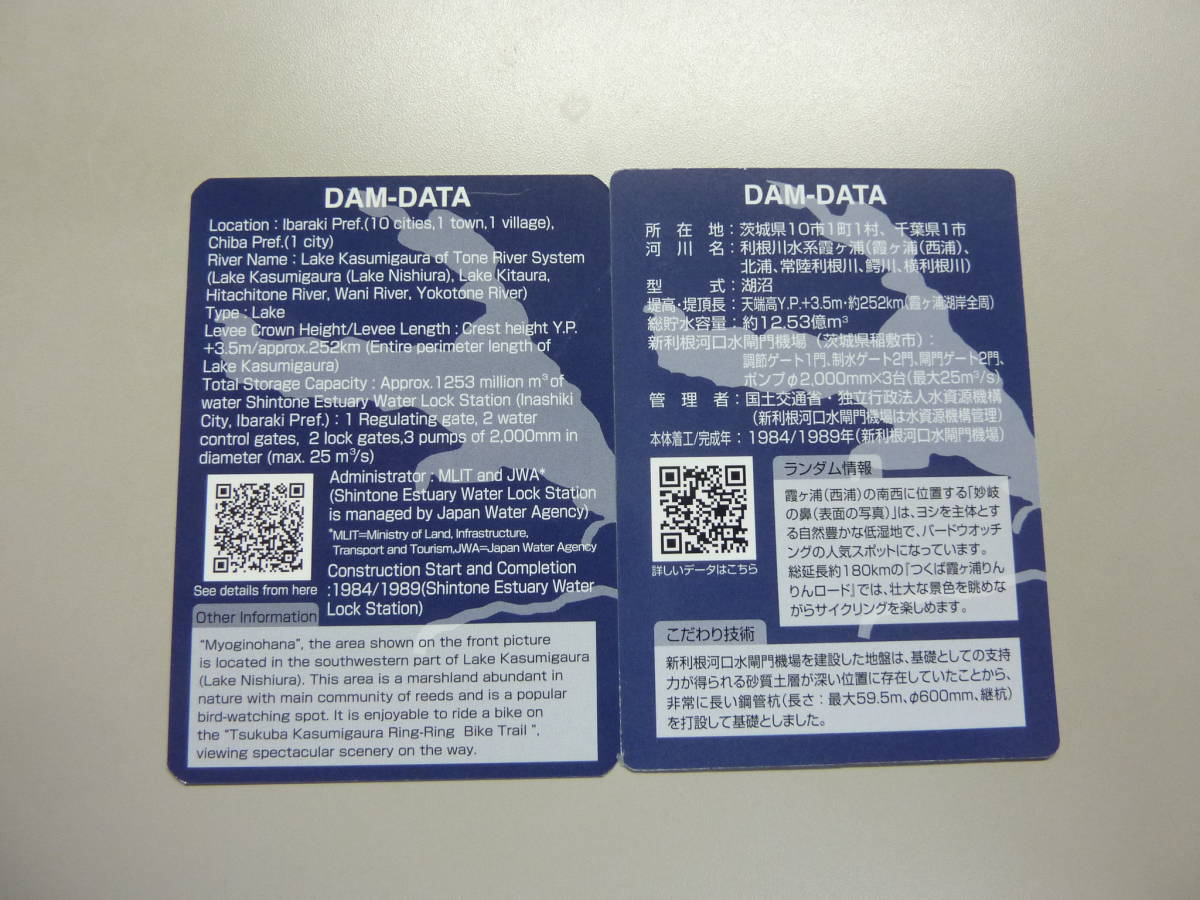 DAM-DATA
Location : Ibaraki Pref.(10 cities,1 town,1 village),
Chiba Pref.(1 city)
River Name : Lake Kasumigaura of Tone River System
(Lake Kasumigaura (Lake Nishiura), Lake Kitaura,
Hitachitone River, Wani River, Yokotone River)
Type : Lake
Levee Crown Height/Levee Length : Crest height Y.P.
+3.5m/approx.252km (Entire perimeter length of
Lake Kasumigaura)
Total Storage Capacity : Approx.1253 million m³of
water Shintone Estuary Water Lock Station (Inashiki
City, Ibaraki Pref.) : 1 Regulating gate, 2 water
control gates, 2 lock gates,3 pumps of 2,000mm in
diameter (max. 25 m³/s)
Administrator : MLIT and JWA*
(Shintone Estuary Water Lock Station
is managed by Japan Water Agency)
*MLIT=Ministry of Land, Infrastructure,
Transport and Tourism,JWA=Japan Water Agency
See details from here
Construction Start and Completion
:1984/1989(Shintone Estuary Water
Lock Station)
Other Information
"Myoginohana", the area shown on the front picture
is located in the southwestern part of Lake Kasumigaura
(Lake Nishiura). This area is a marshland abundant in
nature with main community of reeds and is a popular
bird-watching spot. It is enjoyable to ride a bike on
the "Tsukuba Kasumigaura Ring-Ring Bike Trail ",
viewing spectacular scenery on the way.
DAM-DATA
所在地：茨城県10市1町1村、千葉県1市
河川名：利根川水系霞ヶ浦(霞ヶ浦(西浦)、
北浦、常陸利根川、鰐川、横利根川)
型式：湖沼
堤高・堤頂長：天端高Y.P.+3.5m・約252km(霞ヶ浦湖岸全周)
総貯水容量：約12.53億m³
新利根河口水閘門機場（茨城県稲敷市）：
調節ゲート1門、制水ゲート2門、閘門ゲート2門、
ポンプφ2,000mm×3台(最大25m³/s)
管理者：国土交通省・独立行政法人水資源機構
(新利根河口水閘門機場は水資源機構管理)
本体着工/完成年：1984/1989年(新利根河口水閘門機場)
詳しいデータはこちら
ランダム情報
霞ヶ浦(西浦)の南西に位置する「妙岐
の鼻(表面の写真)」は、ヨシを主体とす
る自然豊かな低湿地で、バードウオッチ
ングの人気スポットになっています。
総延長約180kmの『つくば霞ヶ浦りん
りんロード』では、壮大な景色を眺めな
がらサイクリングを楽しめます。
こだわり技術
新利根河口水閘門機場を建設した地盤は、基礎としての支持
力が得られる砂質土層が深い位置に存在していたことから、
非常に長い鋼管杭(長さ：最大59.5m、φ600mm、継杭)
を打設して基礎としました。